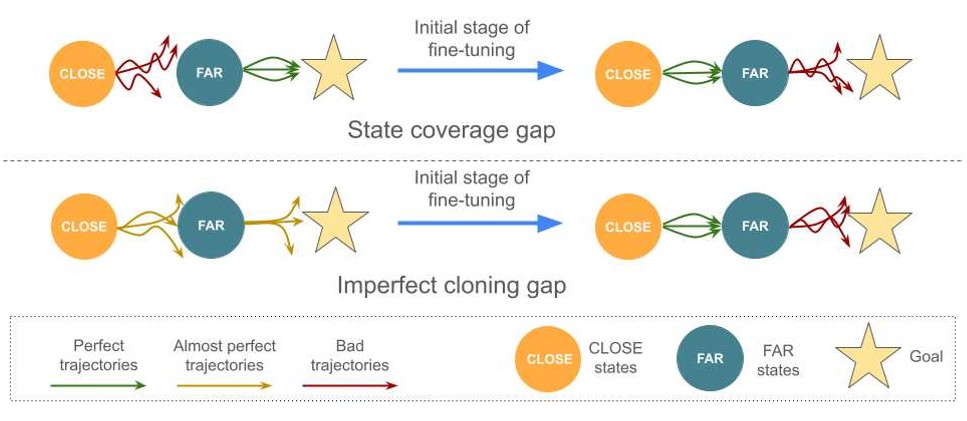 Initial stage of
fine-tuning
CLOSE
FAR
CLOSE
FAR
State coverage gap
Initial stage of
fine-tuning
CLOSE
FAR
CLOSE
FAR
Imperfect cloning gap
Perfect
trajectories
Almost perfect
trajectories
Bad
trajectories
CLOSE
CLOSE
states
FAR
FAR
states
Goal